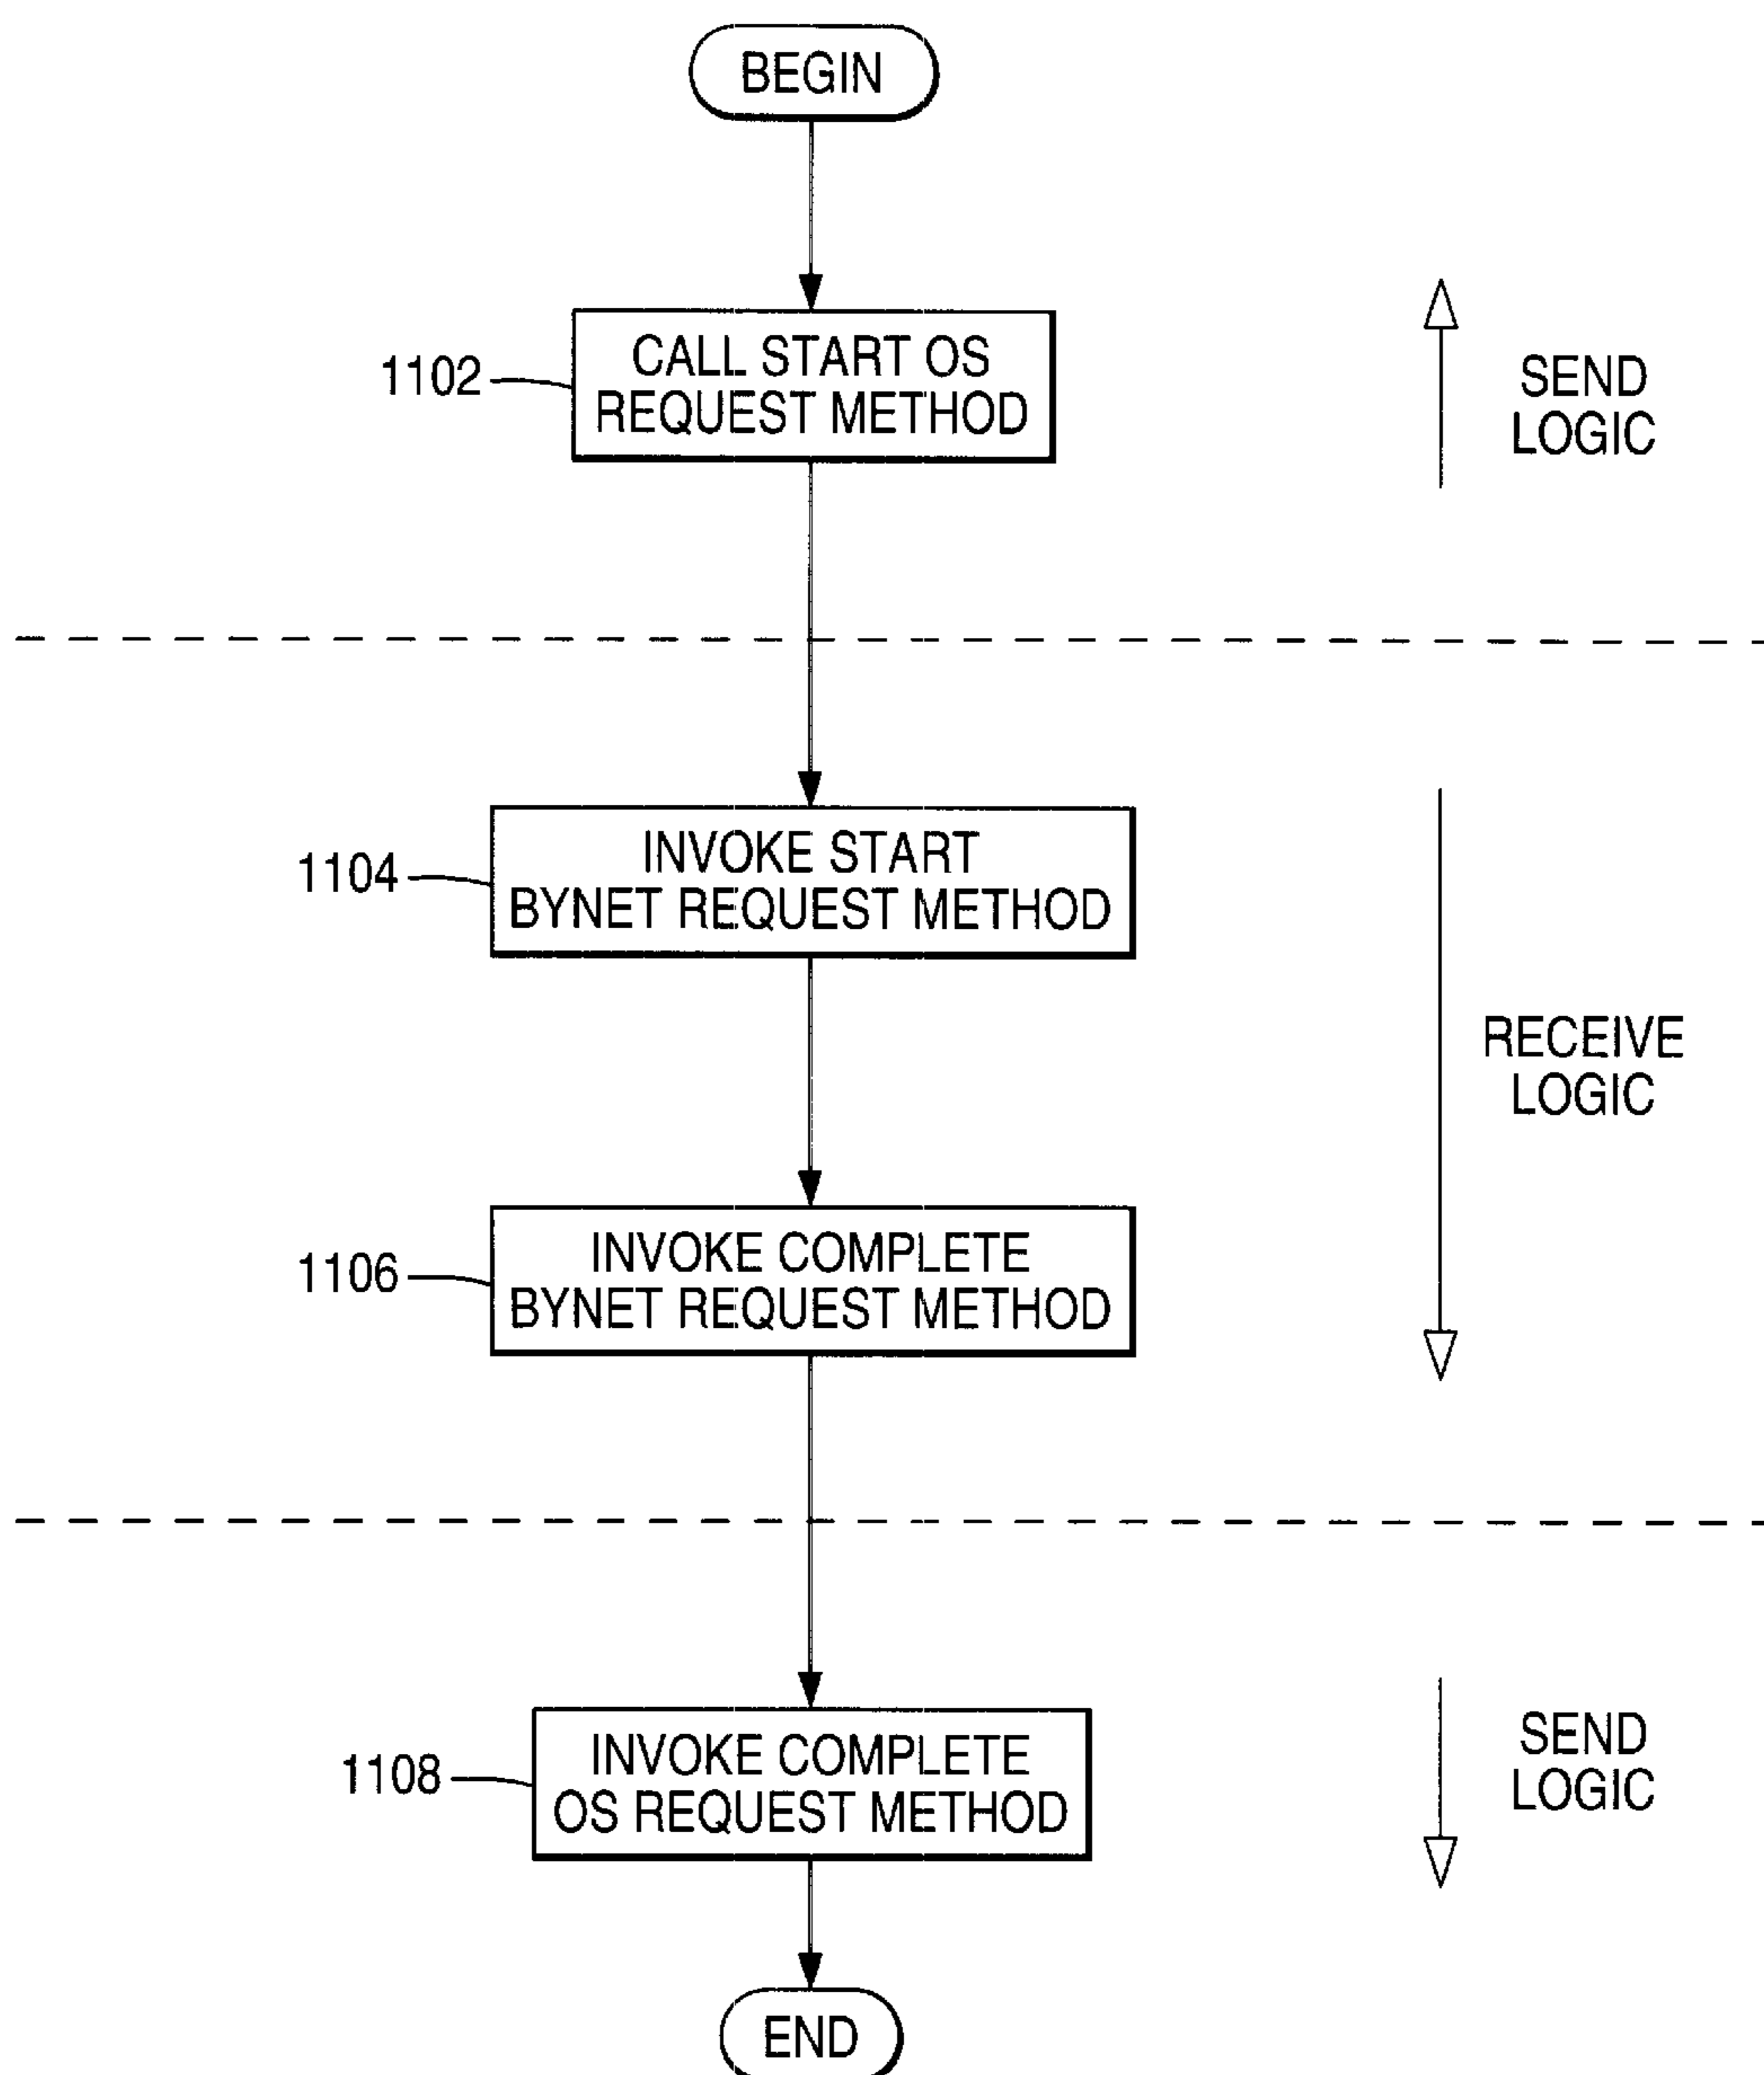 BEGIN
1102
CALL START OS
REQUEST METHOD
SEND
LOGIC
1104
INVOKE START
BYNET REQUEST METHOD
RECEIVE
LOGIC
1106
INVOKE COMPLETE
BYNET REQUEST METHOD
1108
INVOKE COMPLETE
OS REQUEST METHOD
SEND
LOGIC
END